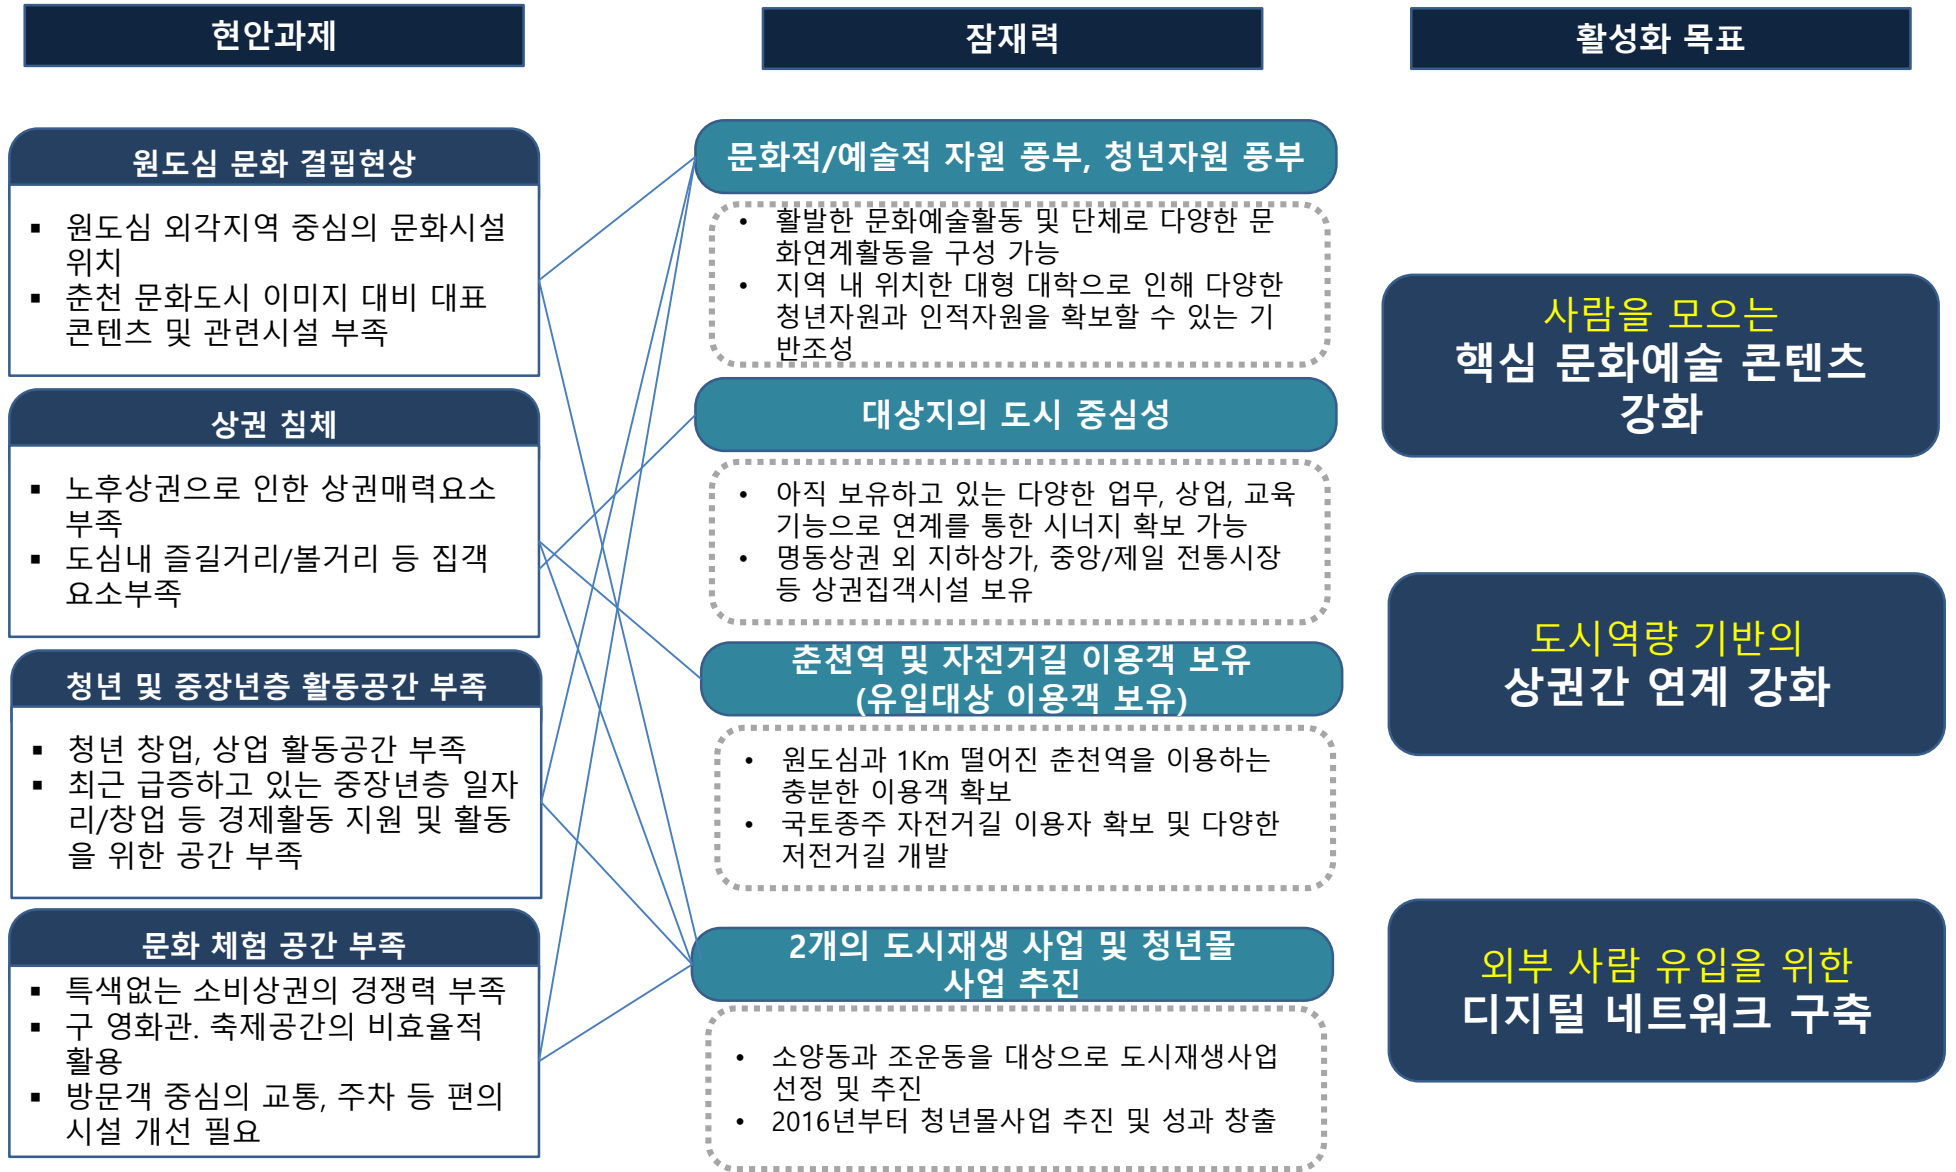 현안과제
원도심 문화 결핍현상
▪ 원도심 외각지역 중심의 문화시설
위치
▪ 춘천 문화도시 이미지 대비 대표
콘텐츠 및 관련시설 부족
상권 침체
▪ 노후상권으로 인한 상권매력요소
부족
▪ 도심내 즐길거리/볼거리 등 집객
요소부족
청년 및 중장년층 활동공간 부족
▪ 청년 창업, 상업 활동공간 부족
▪ 최근 급증하고 있는 중장년층 일자
리/창업 등 경제활동 지원 및 활동
을 위한 공간 부족
문화 체험 공간 부족
▪ 특색없는 소비상권의 경쟁력 부족
▪ 구 영화관. 축제공간의 비효율적
활용
▪ 방문객 중심의 교통, 주차 등 편의
시설 개선 필요
잠재력
문화적/예술적 자원 풍부, 청년자원 풍부
• 활발한 문화예술활동 및 단체로 다양한 문
화연계활동을 구성 가능
• 지역 내 위치한 대형 대학으로 인해 다양한
청년자원과 인적자원을 확보할 수 있는 기
반조성
대상지의 도시 중심성
• 아직 보유하고 있는 다양한 업무, 상업, 교육
기능으로 연계를 통한 시너지 확보 가능
• 명동상권 외 지하상가, 중앙/제일 전통시장
등 상권집객시설 보유
춘쳔역 및 자전거길 이용객 보유
(유입대상 이용객 보유)
• 원도심과 1Km 떨어진 춘천역을 이용하는
충분한 이용객 확보
• 국토종주 자전거길 이용자 확보 및 다양한
저전거길 개발
2개의 도시재생 사업 및 청년몰
사업 추진
• 소양동과 조운동을 대상으로 도시재생사업
선정 및 추진
• 2016년부터 청년몰사업 추진 및 성과 창출
활성화 목표
사람을 모으는
핵심 문화예술 콘텐츠
강화
도시역량 기반의
상권간 연계 강화
외부 사람 유입을 위한
디지털 네트워크 구축